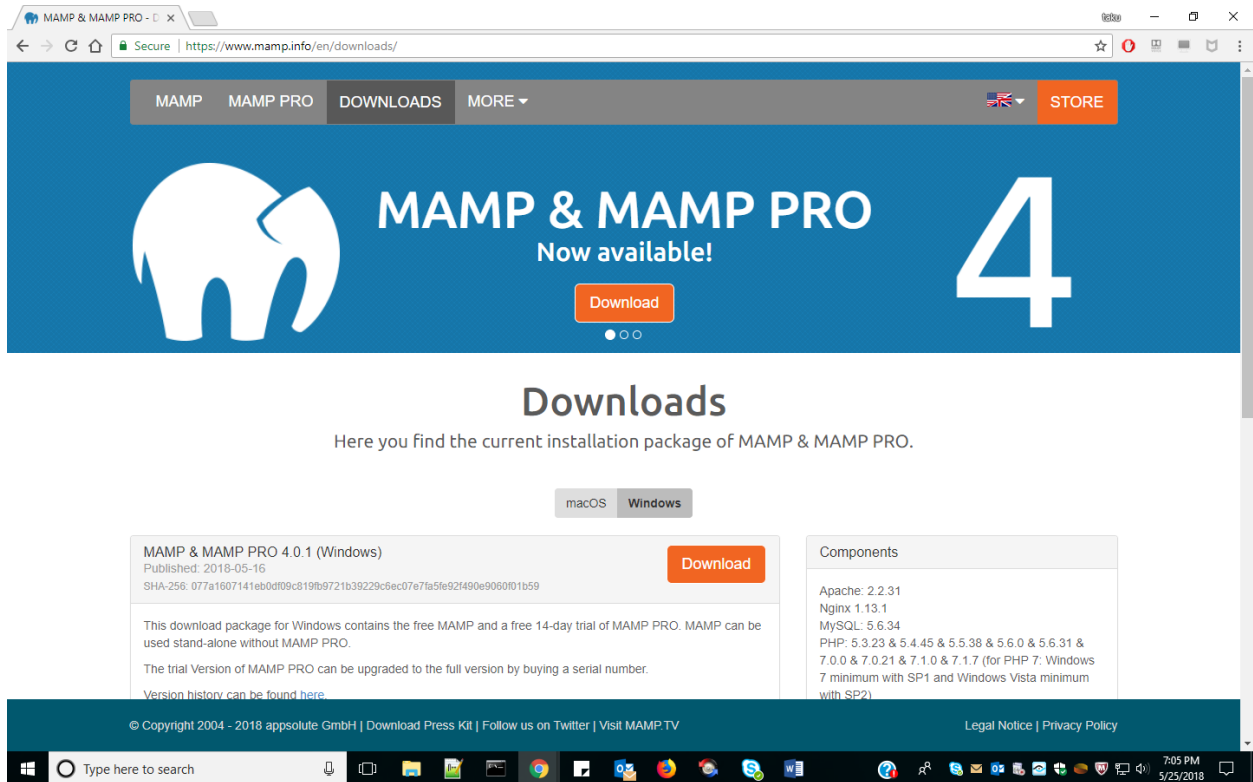 MAMP & MAMP PRO - D
taku
Secure | https://www.mamp.info/en/downloads/
MAMP MAMP PRO DOWNLOADS MORE STORE
MAMP & MAMP PRO
Now available!
Download
4
Downloads
Here you find the current installation package of MAMP & MAMP PRO.
macOS Windows
MAMP & MAMP PRO 4.0.1 (Windows)
Published: 2018-05-16
SHA-256: 077a1607141eb0df09c819fb9721b39229c6ec07e7fa5fe92f490e9060f01b59
Download
This download package for Windows contains the free MAMP and a free 14-day trial of MAMP PRO. MAMP can be
used stand-alone without MAMP PRO.
The trial Version of MAMP PRO can be upgraded to the full version by buying a serial number.
Version history can be found here.
Components
Apache: 2.2.31
Nginx 1.13.1
MySQL: 5.6.34
PHP: 5.3.23 & 5.4.45 & 5.5.38 & 5.6.0 & 5.6.31 &
7.0.0 & 7.0.21 & 7.1.0 & 7.1.7 (for PHP 7: Windows
7 minimum with SP1 and Windows Vista minimum
with SP2)
© Copyright 2004 - 2018 appsolute GmbH | Download Press Kit | Follow us on Twitter | Visit MAMP.TV
Legal Notice | Privacy Policy
Type here to search
7:05 PM
5/25/2018